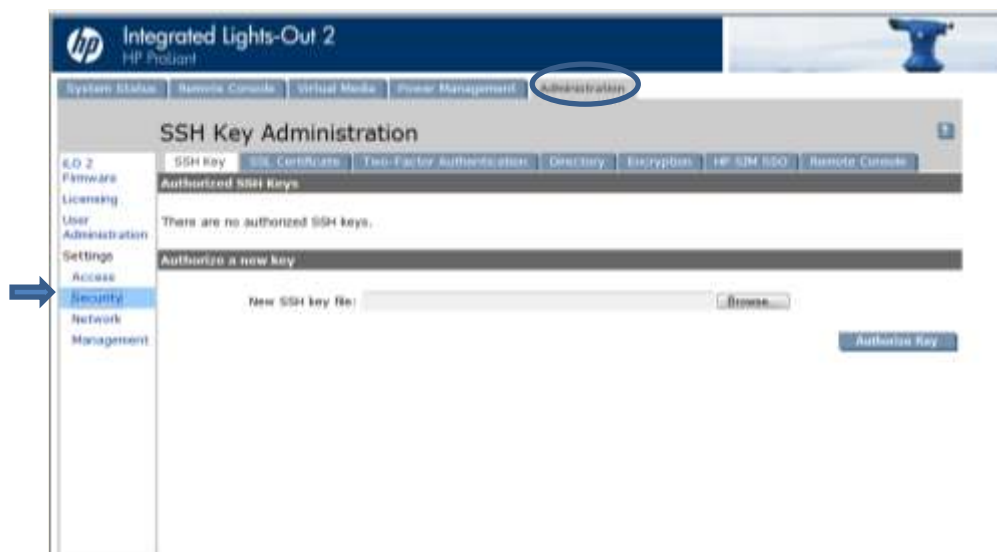 hp
Integrated Lights-Out 2
HP ProLiant
System Status Remote Console Virtual Media Power Management Administration
SSH Key Administration
SSH Key SSL Certificate Two-Factor Authentication Directory Encryption HP SIM SSO Remote Console
iLO 2
Firmware
Licensing
User
Administration
Settings
Access
Security
Network
Management
Authorized SSH Keys
There are no authorized SSH keys.
Authorize a new key
New SSH key file: Browse...
Authorize Key